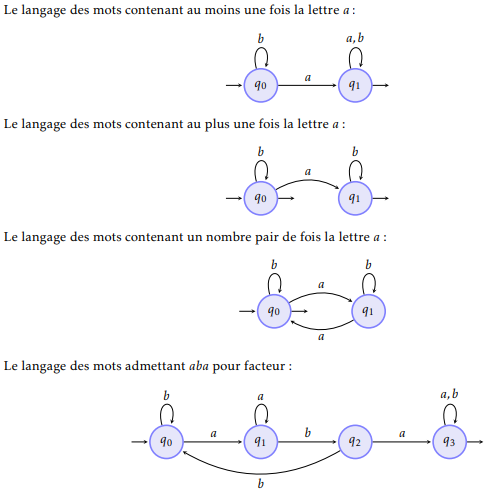 Le langage des mots contenant au moins une fois la lettre a :
b a,b
a
q0 q1
Le langage des mots contenant au plus une fois la lettre a :
b b
a
q0 q1
Le langage des mots contenant un nombre pair de fois la lettre a :
b b
a
q0 q1
a
Le langage des mots admettant aba pour facteur :
b a a,b
a b a
q0 q1 q2 q3
b